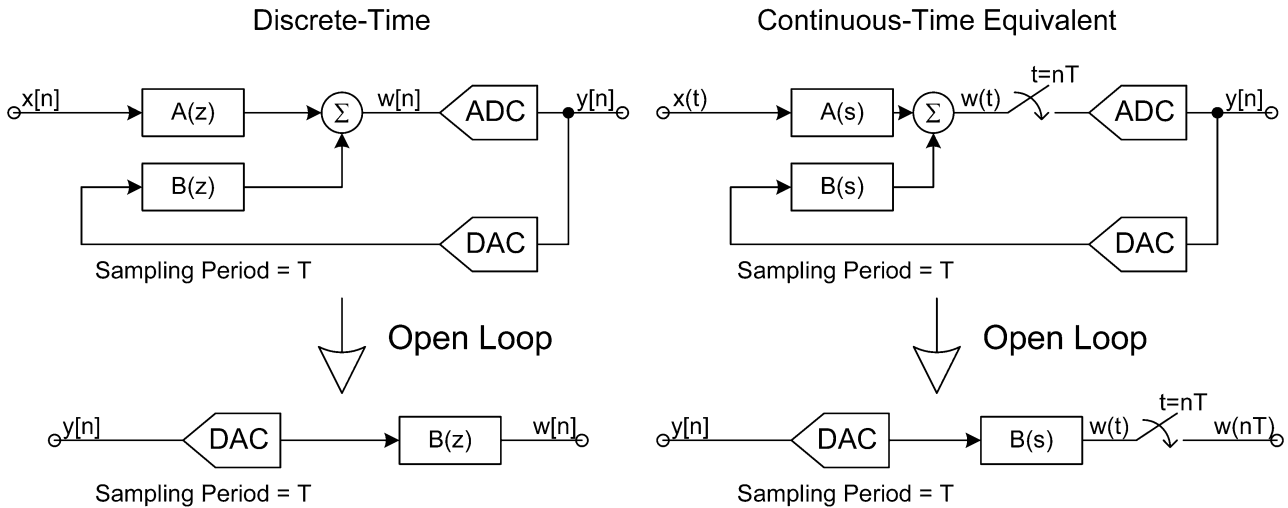 Discrete-Time
Continuous-Time Equivalent
x[n]
A(z)
Σ
w[n]
ADC
y[n]
B(z)
DAC
Sampling Period = T
x(t)
A(s)
Σ
w(t)
t=nT
ADC
y[n]
B(s)
DAC
Sampling Period = T
Open Loop
Open Loop
y[n]
DAC
B(z)
w[n]
Sampling Period = T
y[n]
DAC
B(s)
w(t)
t=nT
w(nT)
Sampling Period = T